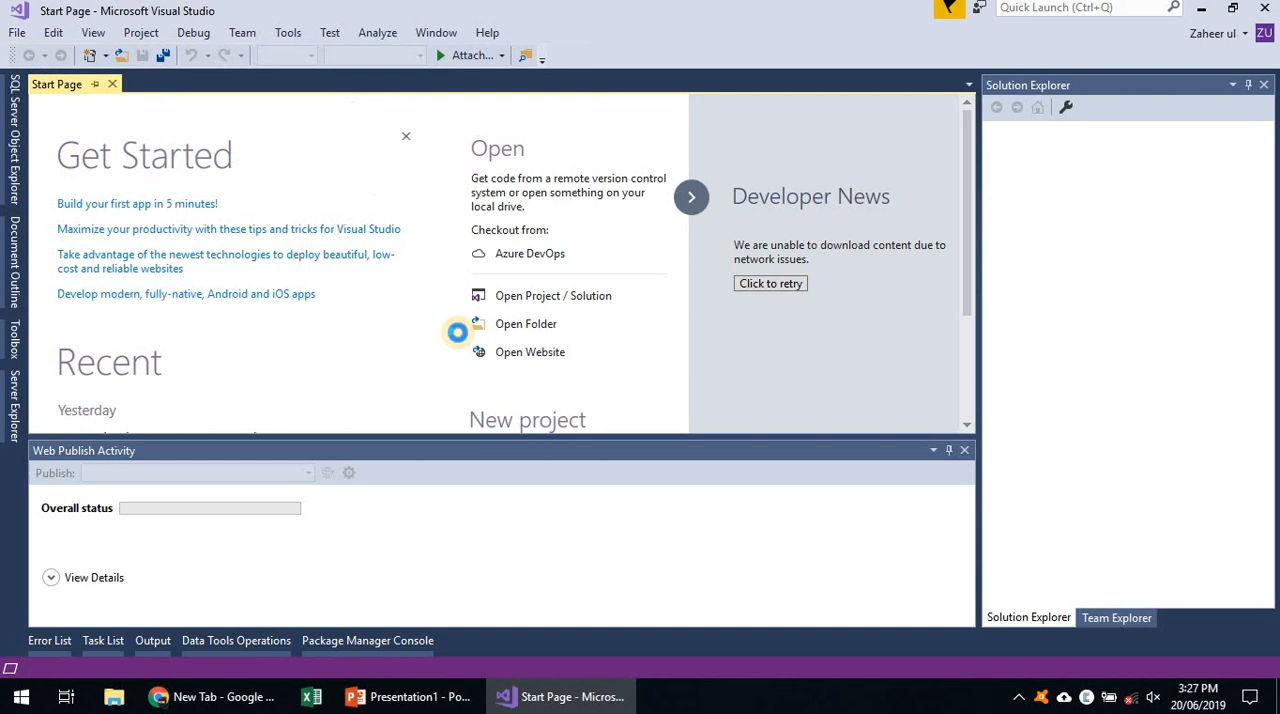 Start Page - Microsoft Visual Studio
Quick Launch (Ctrl+Q)
File Edit View Project Debug Team Tools Test Analyze Window Help
Zaheer ul ZU
Attach...
Start Page
Solution Explorer
SQL Server Object Explorer
Document Outline
Toolbox
Server Explorer
Get Started
Build your first app in 5 minutes!
Maximize your productivity with these tips and tricks for Visual Studio
Take advantage of the newest technologies to deploy beautiful, low-
cost and reliable websites
Develop modern, fully-native, Android and iOS apps
Recent
Yesterday
Open
Get code from a remote version control
system or open something on your
local drive.
Checkout from:
Azure DevOps
Open Project / Solution
Open Folder
Open Website
New project
Developer News
We are unable to download content due to
network issues.
Click to retry
Web Publish Activity
Publish:
Overall status
View Details
Solution Explorer Team Explorer
Error List Task List Output Data Tools Operations Package Manager Console
New Tab - Google ...
Presentation1 - Po...
Start Page - Micros...
3:27 PM
20/06/2019